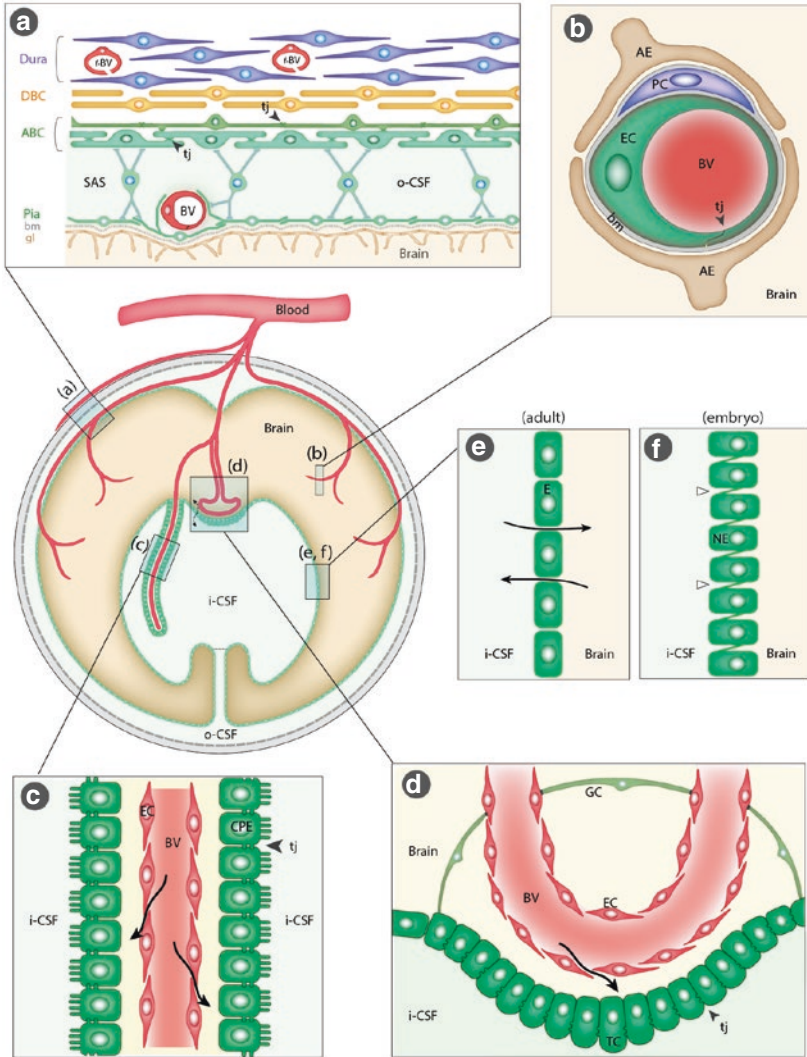 a
Dura
f-BV
f-BV
DBC
tj
ABC
tj
SAS
o-CSF
BV
Pia
bm
gl
Brain
b
AE
PC
EC
BV
tj
bm
AE
Brain
Blood
(a)
Brain
(b)
(d)
(c)
(e, f)
i-CSF
o-CSF
(adult)
e
E
i-CSF
Brain
(embryo)
f
NE
i-CSF
Brain
c
EC
CPE
BV
tj
i-CSF
i-CSF
d
GC
Brain
EC
BV
i-CSF
tj
TC